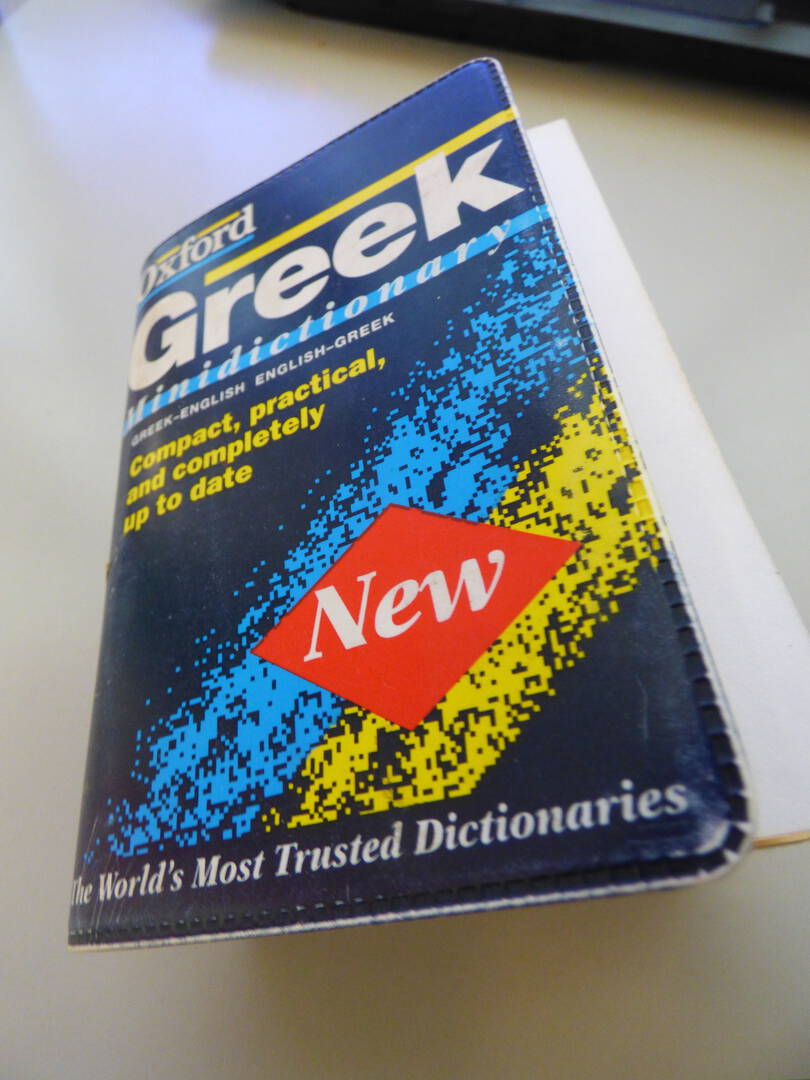 Oxford
Greek
Minidictionary
GREEK–ENGLISH ENGLISH–GREEK
Compact, practical,
and completely
up to date
New
The World's Most Trusted Dictionaries